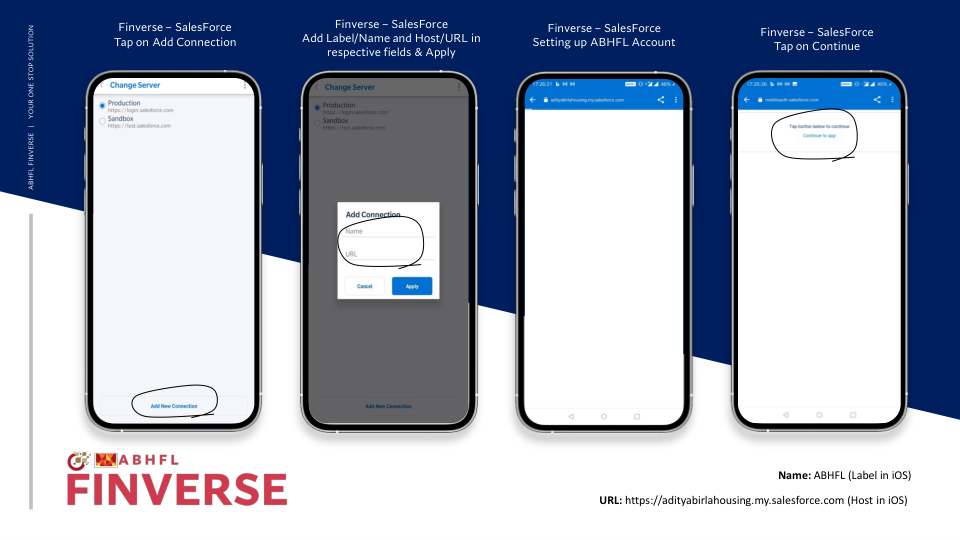 ABHFL FINVERSE | YOUR ONE STOP SOLUTION
Finverse – SalesForce
Tap on Add Connection
Finverse – SalesForce
Add Label/Name and Host/URL in
respective fields & Apply
Finverse – SalesForce
Setting up ABHFL Account
Finverse – SalesForce
Tap on Continue
Change Server
Production
https://login.salesforce.com
Sandbox
https://test.salesforce.com
Add New Connection
Change Server
Production
https://login.salesforce.com
Sandbox
https://test.salesforce.com
Add Connection
Name
URL
Cancel
Apply
Add New Connection
17:26:21
46%
adityabirlahousing.my.salesforce.com
46%
mobileauth.salesforce.com
Tap button below to continue
Continue to app
ABHFL
FINVERSE
Name: ABHFL (Label in iOS)
URL: https://adityabirlahousing.my.salesforce.com (Host in iOS)